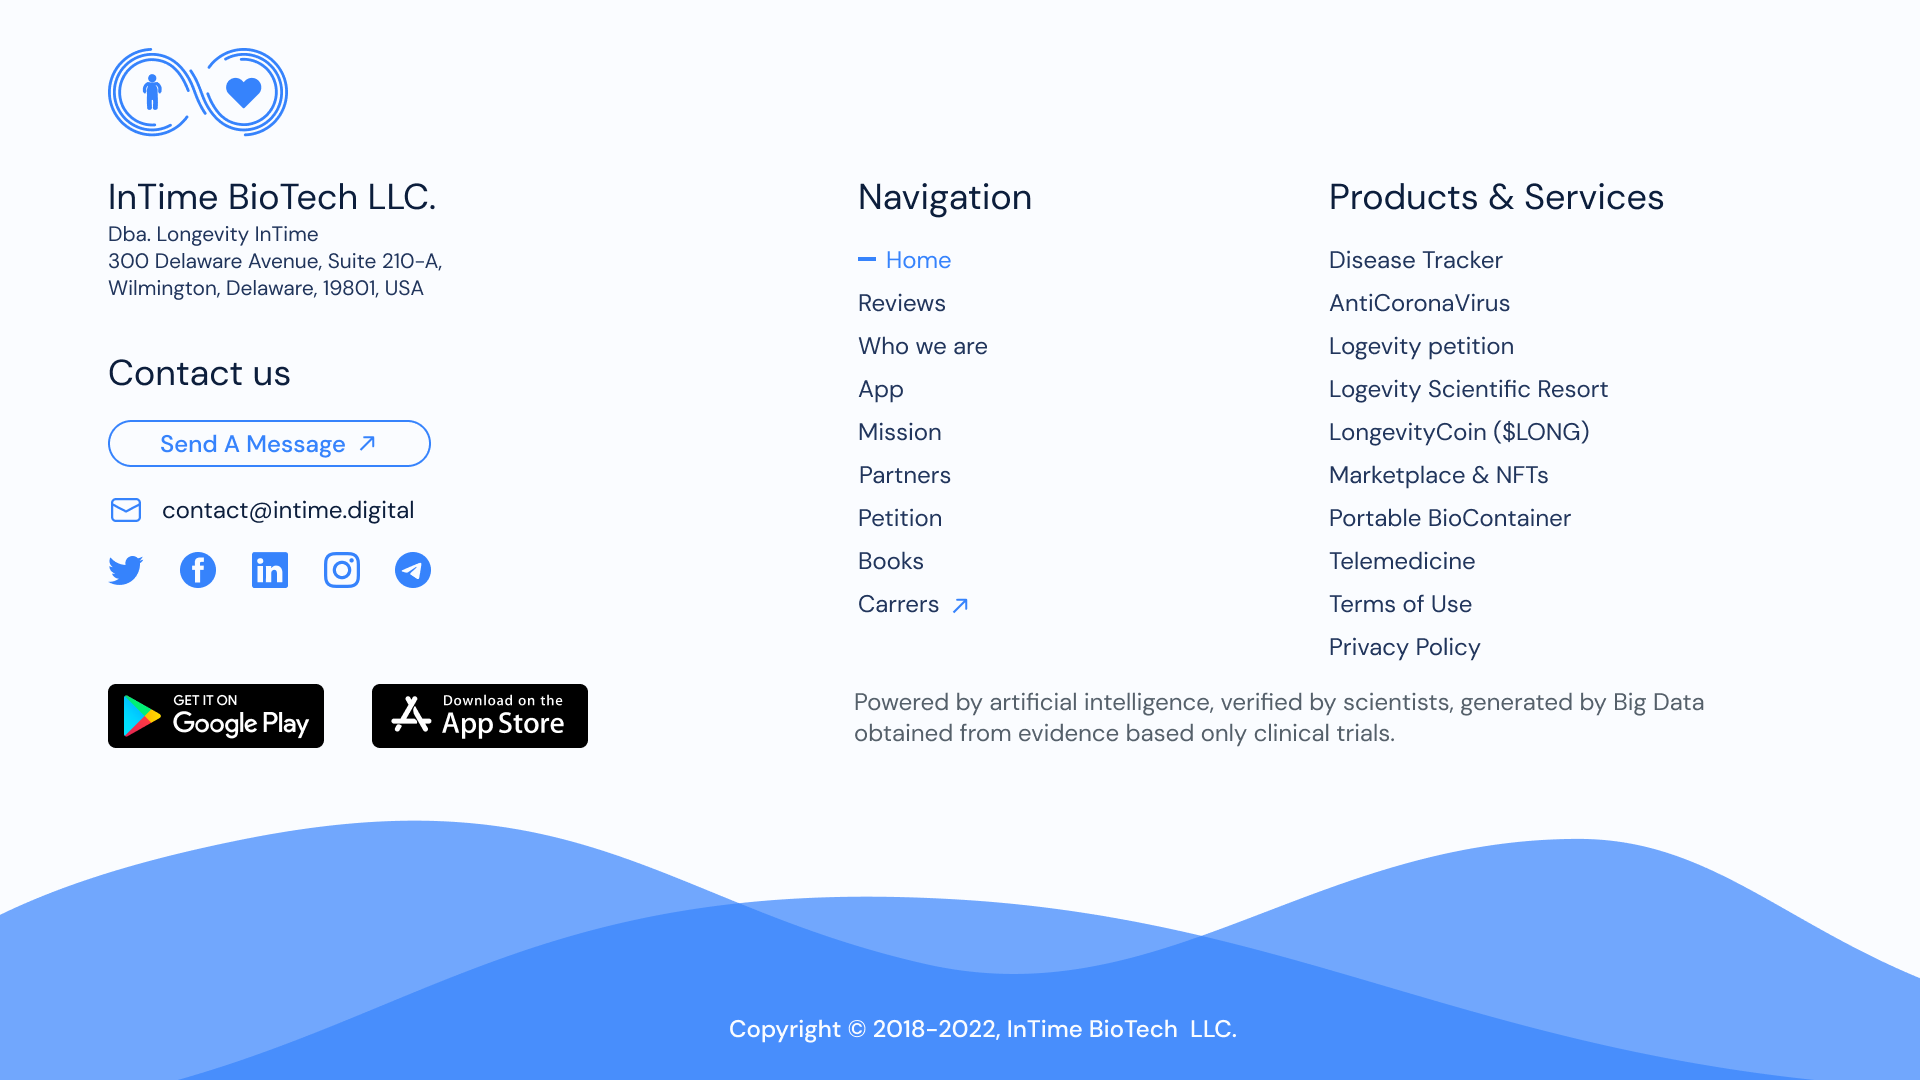 InTime BioTech LLC.
Dba. Longevity InTime
300 Delaware Avenue, Suite 210-A,
Wilmington, Delaware, 19801, USA
Contact us
Send A Message
contact@intime.digital
GET IT ON
Google Play
Download on the
App Store
Navigation
Home
Reviews
Who we are
App
Mission
Partners
Petition
Books
Carrers
Products & Services
Disease Tracker
AntiCoronaVirus
Logevity petition
Logevity Scientific Resort
LongevityCoin ($LONG)
Marketplace & NFTs
Portable BioContainer
Telemedicine
Terms of Use
Privacy Policy
Powered by artificial intelligence, verified by scientists, generated by Big Data
obtained from evidence based only clinical trials.
Copyright © 2018-2022, InTime BioTech LLC.